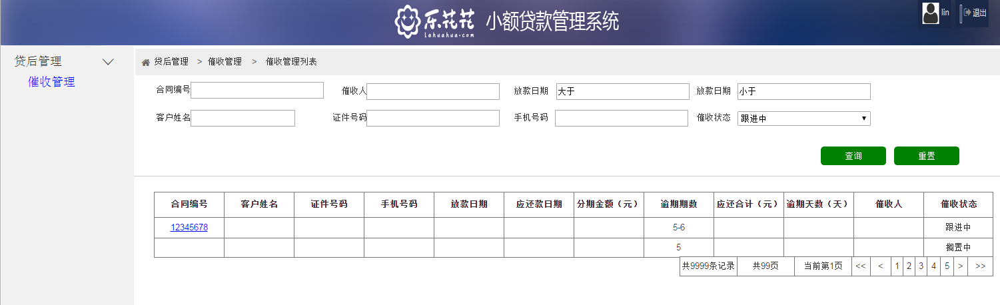 乐花花 lehuahua.com 小额贷款管理系统 lin 退出
贷后管理
催收管理
贷后管理 > 催收管理 > 催收管理列表
合同编号 催收人 放款日期 大于 放款日期 小于
客户姓名 证件号码 手机号码 催收状态 跟进中
查询 重置
合同编号 客户姓名 证件号码 手机号码 放款日期 应还款日期 分期金额（元） 逾期期数 应还合计（元） 逾期天数（天） 催收人 催收状态
12345678 5-6 跟进中
5 搁置中
共9999条记录 共99页 当前第1页 << < 1 2 3 4 5 > >>